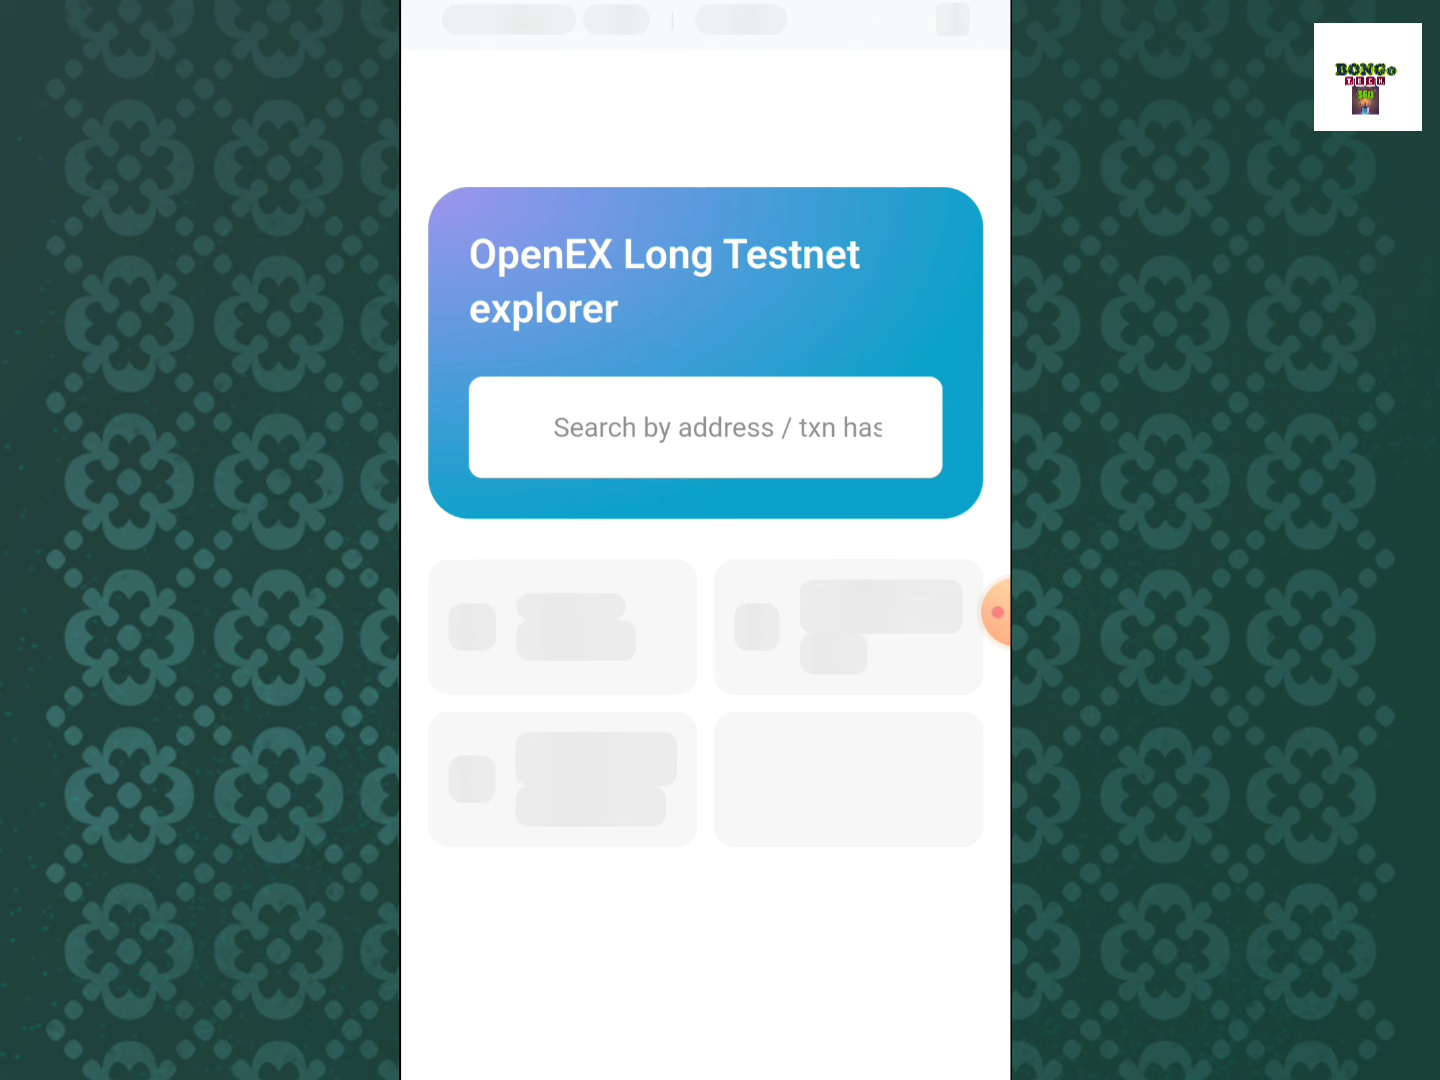 OpenEX Long Testnet
explorer
Search by address / txn has
BONGo
TECH
360